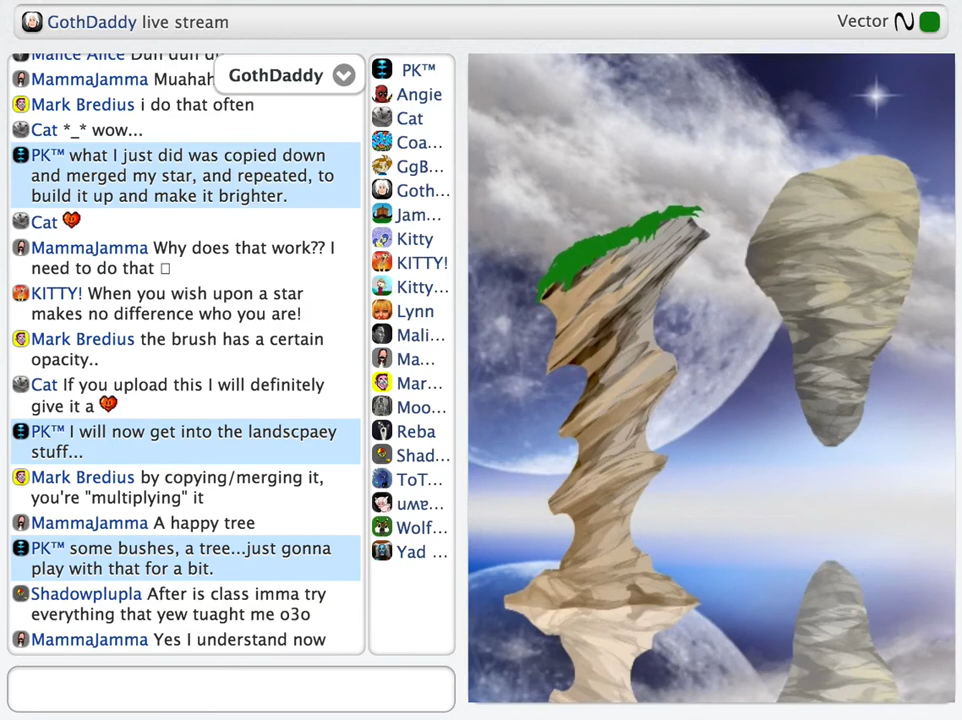 GothDaddy live stream
Vector
Malice Alice Duh duh du
MammaJamma Muahah
GothDaddy
Mark Bredius i do that often
Cat *_* wow...
PK™ what I just did was copied down
and merged my star, and repeated, to
build it up and make it brighter.
Cat
MammaJamma Why does that work?? I
need to do that
KITTY! When you wish upon a star
makes no difference who you are!
Mark Bredius the brush has a certain
opacity..
Cat If you upload this I will definitely
give it a
PK™ I will now get into the landscpaey
stuff...
Mark Bredius by copying/merging it,
you're "multiplying" it
MammaJamma A happy tree
PK™ some bushes, a tree...just gonna
play with that for a bit.
Shadowplupla After is class imma try
everything that yew tuaght me o3o
MammaJamma Yes I understand now
PK™
Angie
Cat
Coa...
GgB...
Goth...
Jam...
Kitty
KITTY!
Kitty...
Lynn
Mali...
Ma...
Mar...
Moo...
Reba
Shad...
ToT...
uʍɐ...
Wolf...
Yad ...